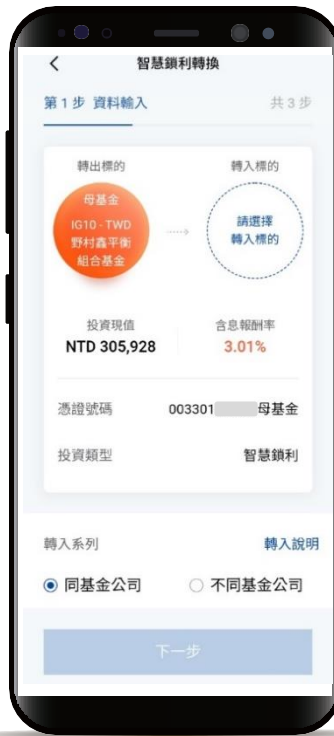 智慧鎖利轉換
第 1 步 資料輸入
共 3 步
轉出標的
轉入標的
母基金
IG10 - TWD
野村鑫平衡
組合基金
請選擇
轉入標的
投資現值
含息報酬率
NTD 305,928
3.01%
憑證號碼
003301 母基金
投資類型
智慧鎖利
轉入系列
轉入說明
同基金公司
不同基金公司
下一步